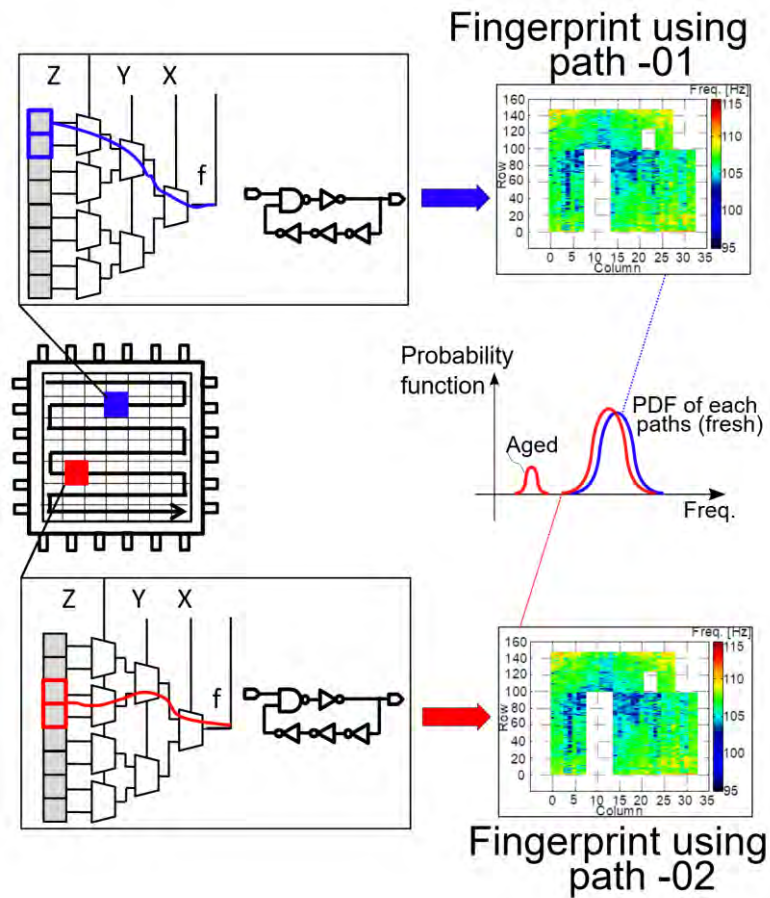 Fingerprint using
path -01
Z Y X
f
Freq. [Hz]
160
140
120
100
80
60
40
20
0
Row
0 5 10 15 20 25 30 35
Column
115
110
105
100
95
Probability
function
PDF of each
paths (fresh)
Aged
Freq.
Z Y X
f
Freq. [Hz]
160
140
120
100
80
60
40
20
0
Row
0 5 10 15 20 25 30 35
Column
115
110
105
100
95
Fingerprint using
path -02